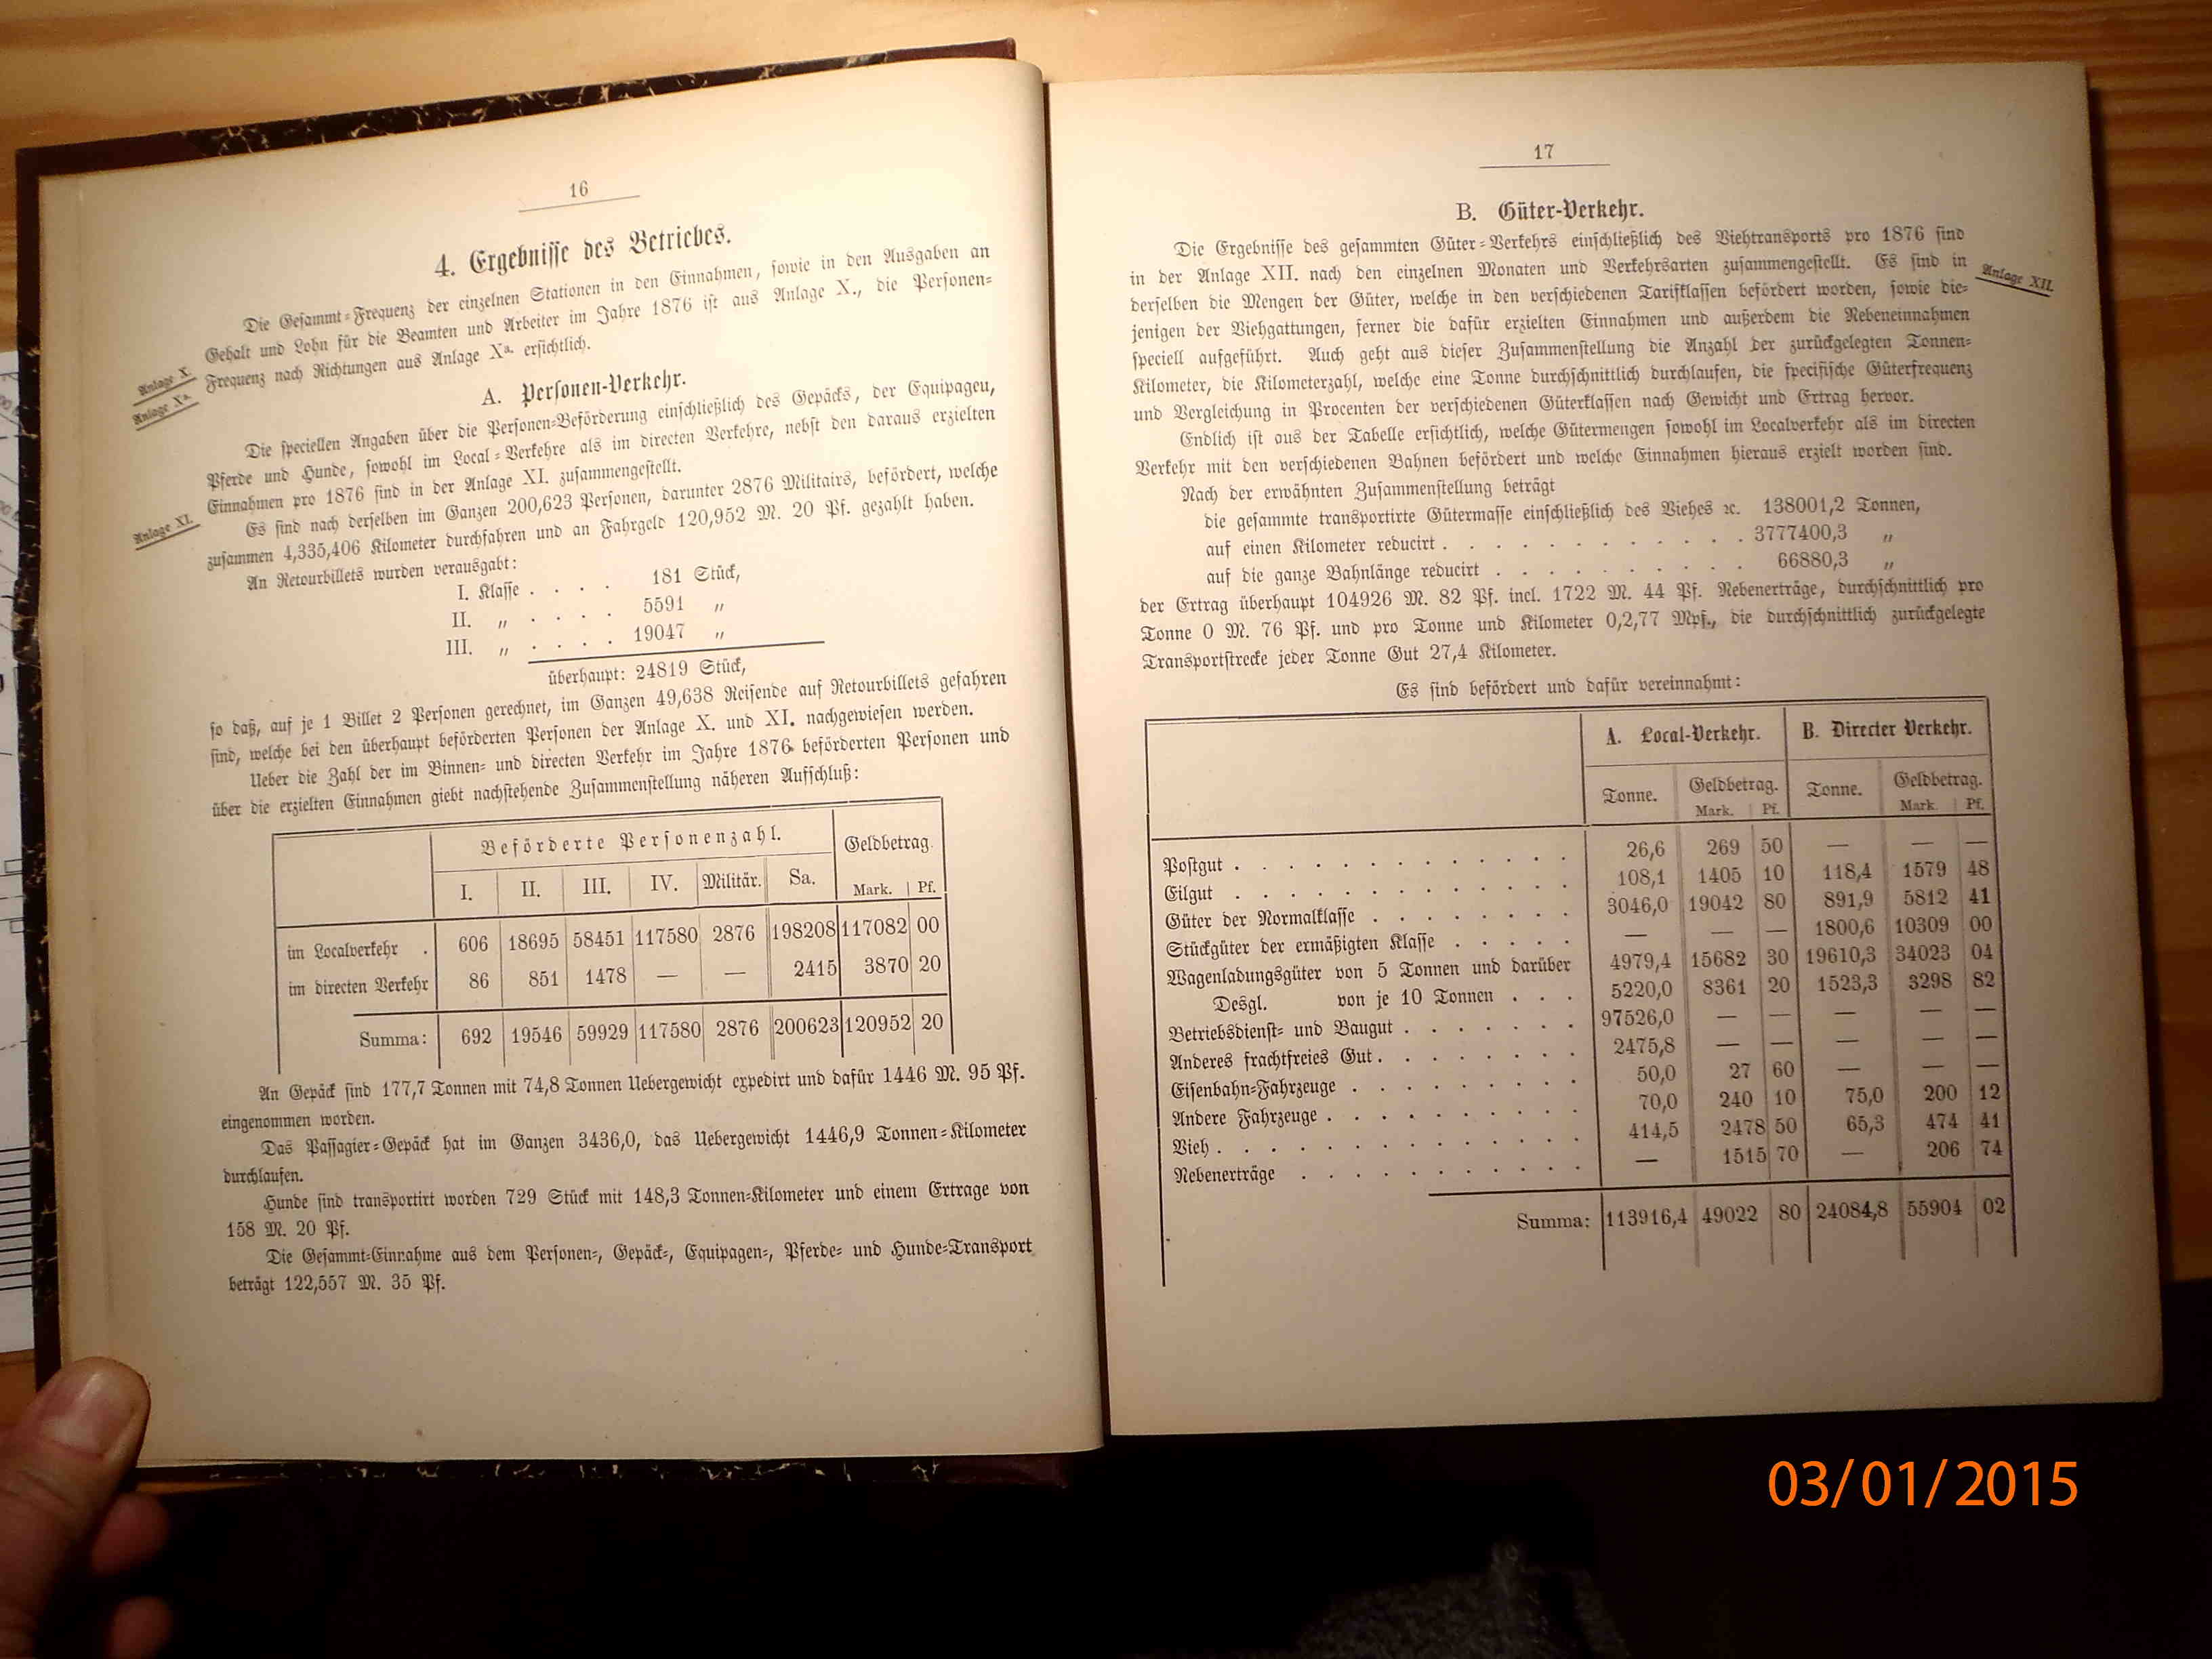 16
4. Ergebnisse des Betriebes.
Die Gesammt-Frequenz der einzelnen Stationen in den Einnahmen, sowie in den Ausgaben an
Gehalt und Lohn für die Beamten und Arbeiter im Jahre 1876 ist aus Anlage X., die Personen-
Anlage X.
Frequenz nach Richtungen aus Anlage Xa. ersichtlich.
Anlage Xa.
A. Personen-Verkehr.
Die speciellen Angaben über die Personen-Beförderung einschließlich des Gepäcks, der Equipageu,
Pferde und Hunde, sowohl im Local-Verkehre als im directen Verkehre, nebst den daraus erzielten
Einnahmen pro 1876 sind in der Anlage XI. zusammengestellt.
Anlage XI.
Es sind nach derselben im Ganzen 200,623 Personen, darunter 2876 Militairs, befördert, welche
zusammen 4,335,406 Kilometer durchfahren und an Fahrgeld 120,952 M. 20 Pf. gezahlt haben.
An Retourbillets wurden verausgabt:
I. Klasse . . . . 181 Stück,
II. „ . . . . 5591 „
III. „ . . . . 19047 „
überhaupt: 24819 Stück,
so daß, auf je 1 Billet 2 Personen gerechnet, im Ganzen 49,638 Reisende auf Retourbillets gefahren
sind, welche bei den überhaupt beförderten Personen der Anlage X. und XI. nachgewiesen werden.
Ueber die Zahl der im Binnen- und directen Verkehr im Jahre 1876 beförderten Personen und
über die erzielten Einnahmen giebt nachstehende Zusammenstellung näheren Aufschluß:
Beförderte Personenzahl. Geldbetrag.
I. II. III. IV. Militär. Sa. Mark. Pf.
im Localverkehr . 606 18695 58451 117580 2876 198208 117082 00
im directen Verkehr 86 851 1478 — — 2415 3870 20
Summa: 692 19546 59929 117580 2876 200623 120952 20
An Gepäck sind 177,7 Tonnen mit 74,8 Tonnen Uebergewicht expedirt und dafür 1446 M. 95 Pf.
eingenommen worden.
Das Passagier-Gepäck hat im Ganzen 3436,0, das Uebergewicht 1446,9 Tonnen-Kilometer
durchlaufen.
Hunde sind transportirt worden 729 Stück mit 148,3 Tonnen-Kilometer und einem Ertrage von
158 M. 20 Pf.
Die Gesammt-Einnahme aus dem Personen-, Gepäck-, Equipagen-, Pferde- und Hunde-Transport
beträgt 122,557 M. 35 Pf.
17
B. Güter-Verkehr.
Die Ergebnisse des gesammten Güter-Verkehrs einschließlich des Viehtransports pro 1876 sind
in der Anlage XII. nach den einzelnen Monaten und Verkehrsarten zusammengestellt. Es sind in
Anlage XII.
derselben die Mengen der Güter, welche in den verschiedenen Tarifklassen befördert worden, sowie die-
jenigen der Viehgattungen, ferner die dafür erzielten Einnahmen und außerdem die Nebeneinnahmen
speciell aufgeführt. Auch geht aus dieser Zusammenstellung die Anzahl der zurückgelegten Tonnen-
Kilometer, die Kilometerzahl, welche eine Tonne durchschnittlich durchlaufen, die specifische Güterfrequenz
und Vergleichung in Procenten der verschiedenen Güterklassen nach Gewicht und Ertrag hervor.
Endlich ist aus der Tabelle ersichtlich, welche Gütermengen sowohl im Localverkehr als im directen
Verkehr mit den verschiedenen Bahnen befördert und welche Einnahmen hieraus erzielt worden sind.
Nach der erwähnten Zusammenstellung beträgt
die gesammte transportirte Gütermasse einschließlich des Viehes ꝛc. 138001,2 Tonnen,
auf einen Kilometer reducirt . . . . . . . . . . . . 3777400,3 „
auf die ganze Bahnlänge reducirt . . . . . . . . . . 66880,3 „
der Ertrag überhaupt 104926 M. 82 Pf. incl. 1722 M. 44 Pf. Nebenerträge, durchschnittlich pro
Tonne 0 M. 76 Pf. und pro Tonne und Kilometer 0,2,77 Mpf., die durchschnittlich zurückgelegte
Transportstrecke jeder Tonne Gut 27,4 Kilometer.
Es sind befördert und dafür vereinnahmt:
A. Local-Verkehr. B. Directer Verkehr.
Tonne. Geldbetrag. Tonne. Geldbetrag.
Mark. Pf. Mark. Pf.
Postgut . . . . . . . . . . . . . 26,6 269 50 — — —
Eilgut . . . . . . . . . . . . . 108,1 1405 10 118,4 1579 48
Güter der Normalklasse . . . . . . . . 3046,0 19042 80 891,9 5812 41
Stückgüter der ermäßigten Klasse . . . . . — — — 1800,6 10309 00
Wagenladungsgüter von 5 Tonnen und darüber 4979,4 15682 30 19610,3 34023 04
Desgl. von je 10 Tonnen . . . 5220,0 8361 20 1523,3 3298 82
Betriebsdienst- und Baugut . . . . . . . 97526,0 — — — — —
Anderes frachtfreies Gut . . . . . . . . 2475,8 — — — — —
Eisenbahn-Fahrzeuge . . . . . . . . . 50,0 27 60 — — —
Andere Fahrzeuge . . . . . . . . . . 70,0 240 10 75,0 200 12
Vieh . . . . . . . . . . . . . . 414,5 2478 50 65,3 474 41
Nebenerträge . . . . . . . . . . . — 1515 70 — 206 74
Summa: 113916,4 49022 80 24084,8 55904 02
03/01/2015